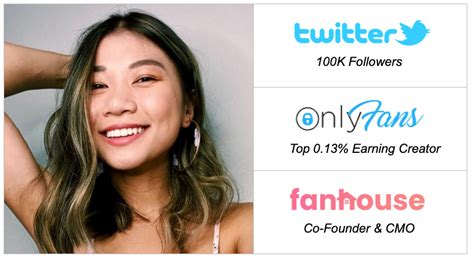 twitter
100K Followers
OnlyFans
Top 0.13% Earning Creator
fanhouse
Co-Founder & CMO